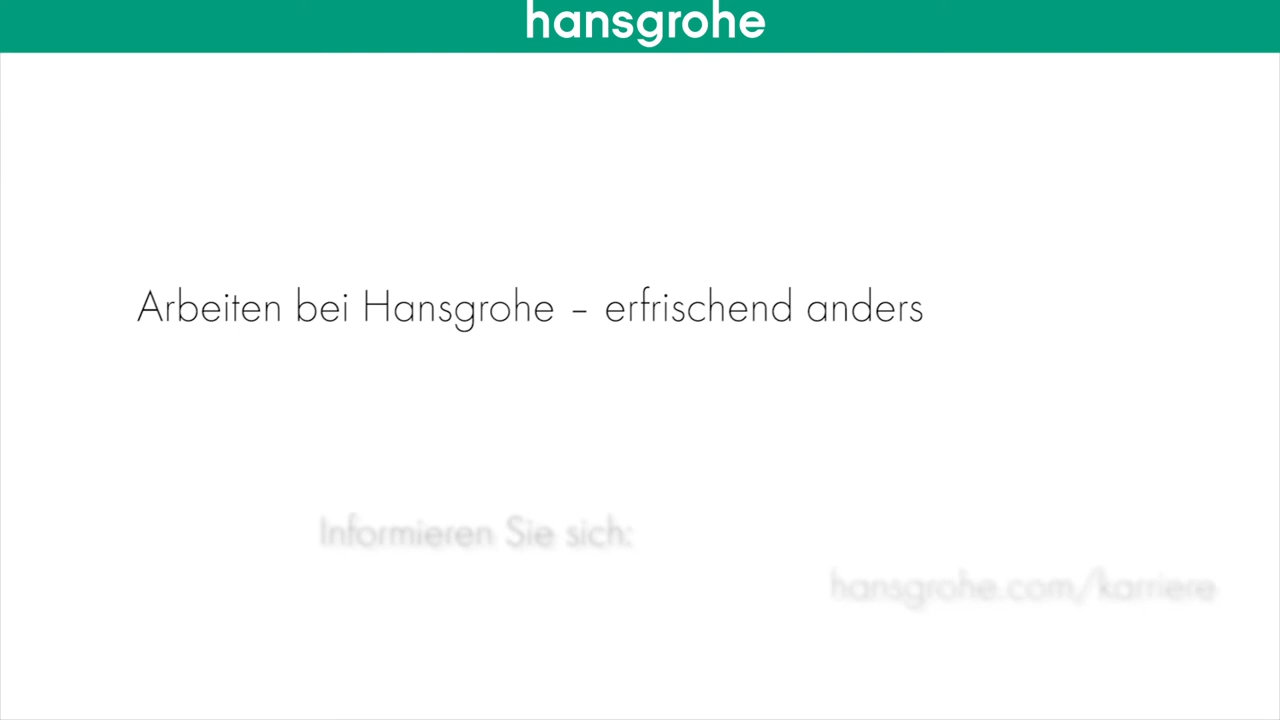 hansgrohe
Arbeiten bei Hansgrohe – erfrischend anders
Informieren Sie sich:
hansgrohe.com/karriere